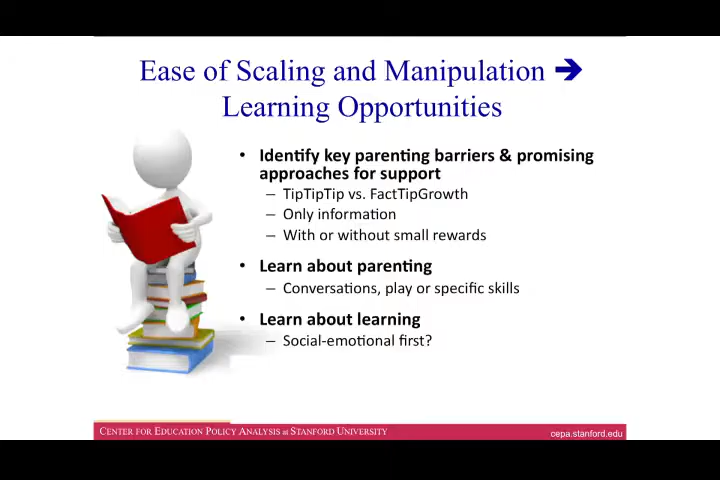 Ease of Scaling and Manipulation ➔
Learning Opportunities
• Identify key parenting barriers & promising
approaches for support
– TipTipTip vs. FactTipGrowth
– Only information
– With or without small rewards
• Learn about parenting
– Conversations, play or specific skills
• Learn about learning
– Social-emotional first?
CENTER FOR EDUCATION POLICY ANALYSIS at STANFORD UNIVERSITY
cepa.stanford.edu